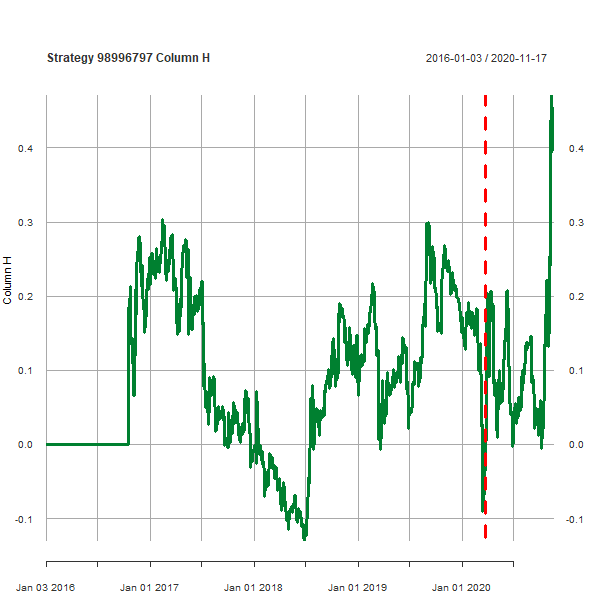 Strategy 98996797 Column H
2016-01-03 / 2020-11-17
Column H
0.4
0.3
0.2
0.1
0.0
-0.1
0.4
0.3
0.2
0.1
0.0
-0.1
Jan 03 2016
Jan 01 2017
Jan 01 2018
Jan 01 2019
Jan 01 2020